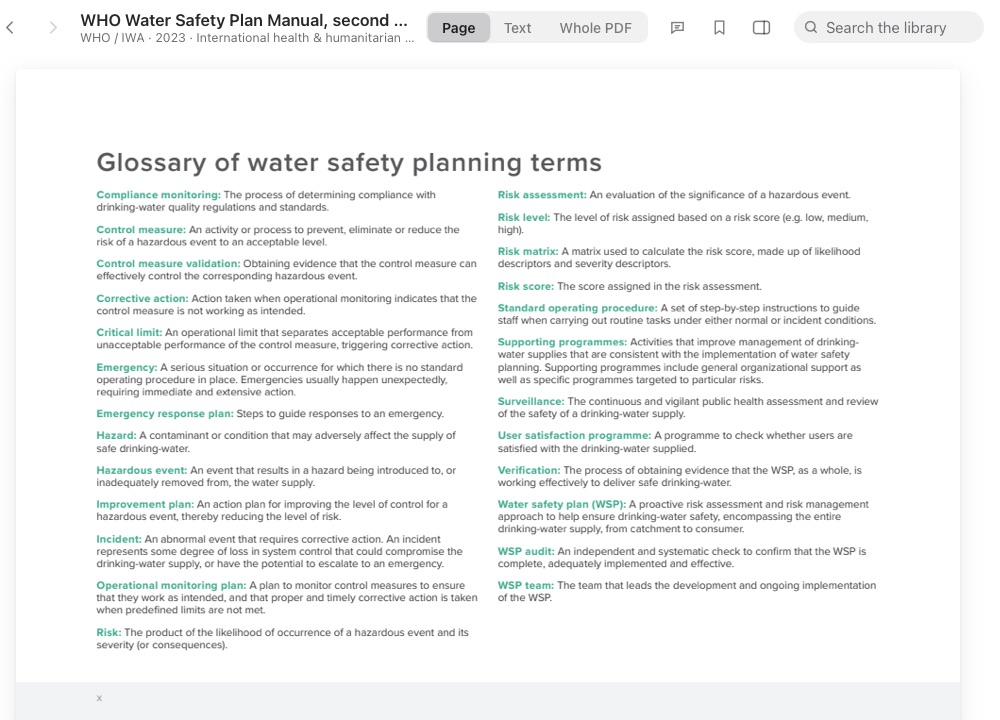 WHO Water Safety Plan Manual, second ...
WHO / IWA · 2023 · International health & humanitarian ...
Page
Text
Whole PDF
Search the library
Glossary of water safety planning terms
Compliance monitoring: The process of determining compliance with
drinking-water quality regulations and standards.
Control measure: An activity or process to prevent, eliminate or reduce the
risk of a hazardous event to an acceptable level.
Control measure validation: Obtaining evidence that the control measure can
effectively control the corresponding hazardous event.
Corrective action: Action taken when operational monitoring indicates that the
control measure is not working as intended.
Critical limit: An operational limit that separates acceptable performance from
unacceptable performance of the control measure, triggering corrective action.
Emergency: A serious situation or occurrence for which there is no standard
operating procedure in place. Emergencies usually happen unexpectedly,
requiring immediate and extensive action.
Emergency response plan: Steps to guide responses to an emergency.
Hazard: A contaminant or condition that may adversely affect the supply of
safe drinking-water.
Hazardous event: An event that results in a hazard being introduced to, or
inadequately removed from, the water supply.
Improvement plan: An action plan for improving the level of control for a
hazardous event, thereby reducing the level of risk.
Incident: An abnormal event that requires corrective action. An incident
represents some degree of loss in system control that could compromise the
drinking-water supply, or have the potential to escalate to an emergency.
Operational monitoring plan: A plan to monitor control measures to ensure
that they work as intended, and that proper and timely corrective action is taken
when predefined limits are not met.
Risk: The product of the likelihood of occurrence of a hazardous event and its
severity (or consequences).
Risk assessment: An evaluation of the significance of a hazardous event.
Risk level: The level of risk assigned based on a risk score (e.g. low, medium,
high).
Risk matrix: A matrix used to calculate the risk score, made up of likelihood
descriptors and severity descriptors.
Risk score: The score assigned in the risk assessment.
Standard operating procedure: A set of step-by-step instructions to guide
staff when carrying out routine tasks under either normal or incident conditions.
Supporting programmes: Activities that improve management of drinking-
water supplies that are consistent with the implementation of water safety
planning. Supporting programmes include general organizational support as
well as specific programmes targeted to particular risks.
Surveillance: The continuous and vigilant public health assessment and review
of the safety of a drinking-water supply.
User satisfaction programme: A programme to check whether users are
satisfied with the drinking-water supplied.
Verification: The process of obtaining evidence that the WSP, as a whole, is
working effectively to deliver safe drinking-water.
Water safety plan (WSP): A proactive risk assessment and risk management
approach to help ensure drinking-water safety, encompassing the entire
drinking-water supply, from catchment to consumer.
WSP audit: An independent and systematic check to confirm that the WSP is
complete, adequately implemented and effective.
WSP team: The team that leads the development and ongoing implementation
of the WSP.
x